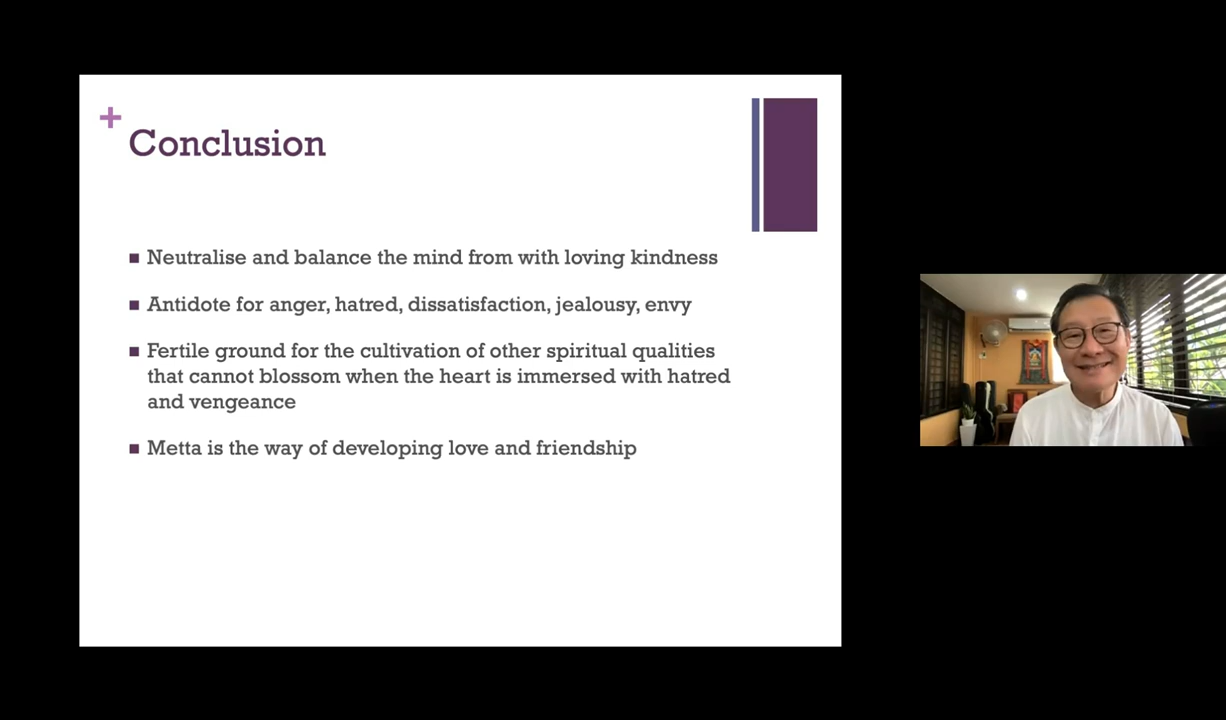 Conclusion
Neutralise and balance the mind from with loving kindness
Antidote for anger, hatred, dissatisfaction, jealousy, envy
Fertile ground for the cultivation of other spiritual qualities
that cannot blossom when the heart is immersed with hatred
and vengeance
Metta is the way of developing love and friendship